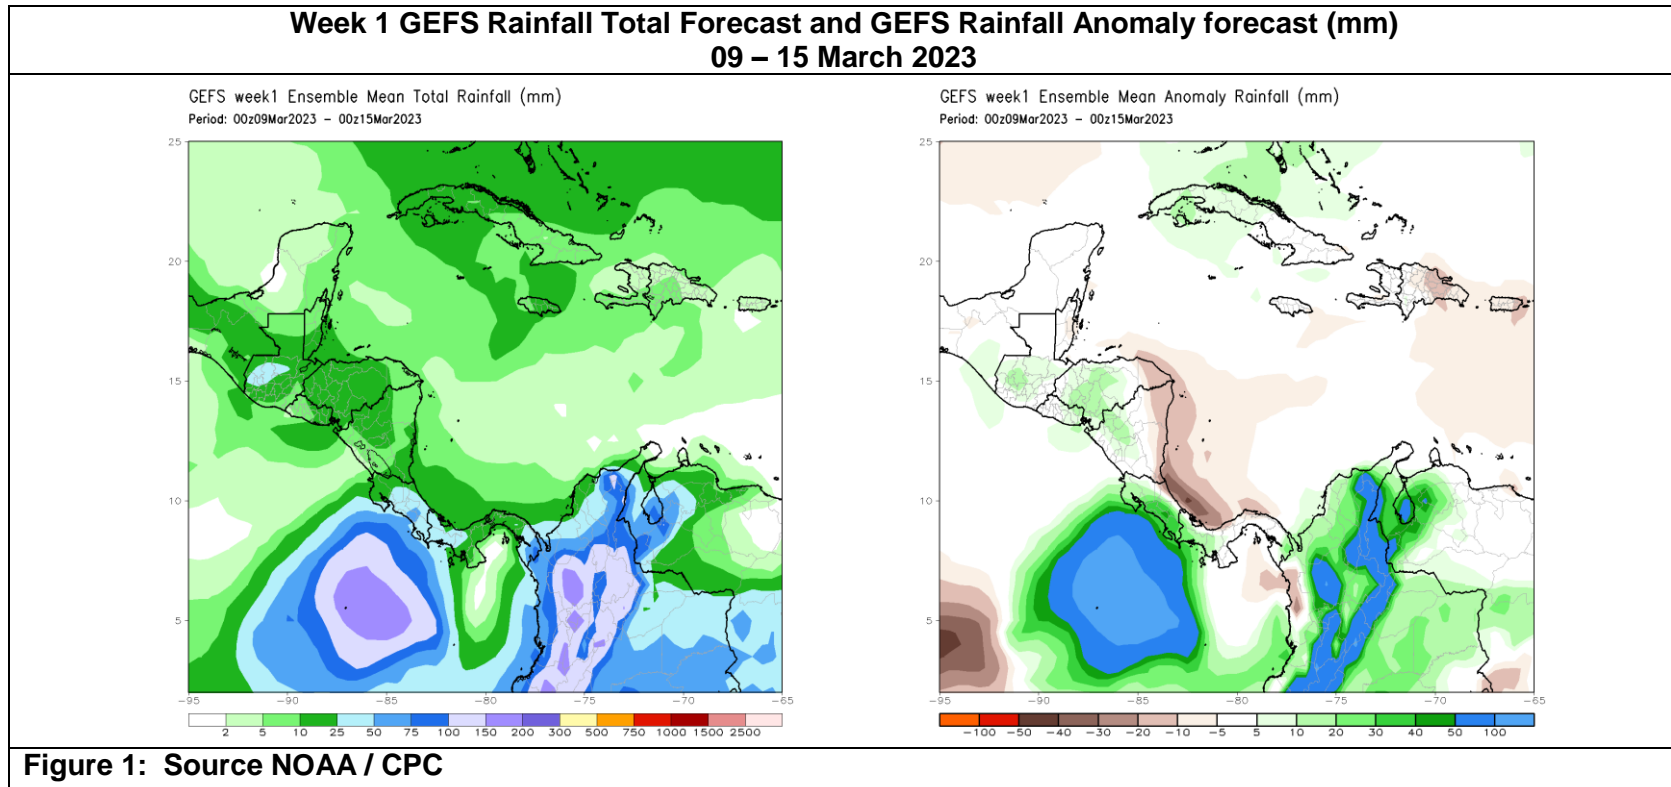 Week 1 GEFS Rainfall Total Forecast and GEFS Rainfall Anomaly forecast (mm)
09 – 15 March 2023
GEFS week1 Ensemble Mean Total Rainfall (mm)
Period: 00z09Mar2023 – 00z15Mar2023
25
20
15
10
5
-95 -90 -85 -80 -75 -70 -65
2 5 10 25 50 75 100 150 200 300 500 750 1000 1500 2500
GEFS week1 Ensemble Mean Anomaly Rainfall (mm)
Period: 00z09Mar2023 – 00z15Mar2023
25
20
15
10
5
-95 -90 -85 -80 -75 -70 -65
-100 -50 -40 -30 -20 -10 -5 5 10 20 30 40 50 100
Figure 1: Source NOAA / CPC